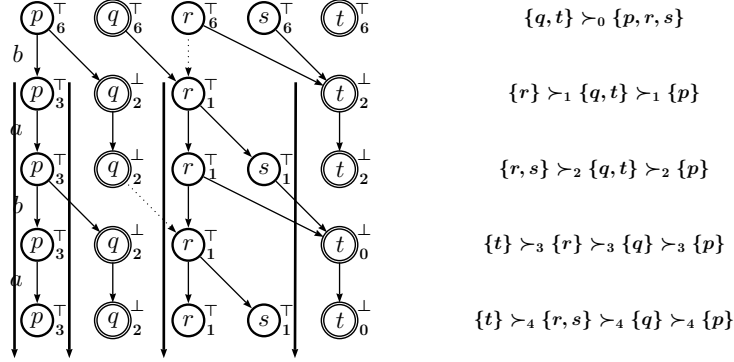 p ⊤ 6 q ⊤ 6 r ⊤ 6 s ⊤ 6 t ⊤ 6 {q, t} ≻₀ {p, r, s}
b
p ⊤ 3 q ⊥ 2 r ⊤ 1 t ⊥ 2 {r} ≻₁ {q, t} ≻₁ {p}
a
p ⊤ 3 q ⊥ 2 r ⊤ 1 s ⊤ 1 t ⊥ 2 {r, s} ≻₂ {q, t} ≻₂ {p}
b
p ⊤ 3 q ⊥ 2 r ⊤ 1 t ⊥ 0 {t} ≻₃ {r} ≻₃ {q} ≻₃ {p}
a
p ⊤ 3 q ⊥ 2 r ⊤ 1 s ⊤ 1 t ⊥ 0 {t} ≻₄ {r, s} ≻₄ {q} ≻₄ {p}